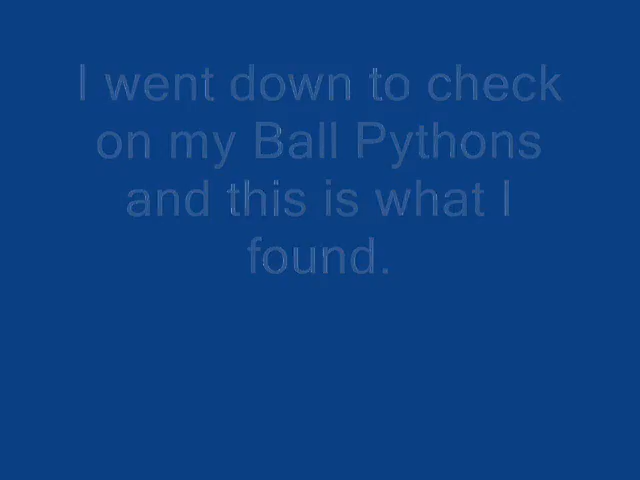 I went down to check
on my Ball Pythons
and this is what I
found.